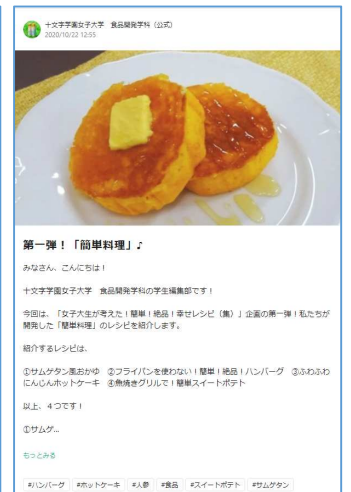 十文字学園女子大学　食品開発学科（公式）
2020/10/22 12:55
第一弾！「簡単料理」♪
みなさん、こんにちは！
十文字学園女子大学　食品開発学科の学生編集部です！
今回は、「女子大生が考えた！簡単！絶品！幸せレシピ（集）」企画の第一弾！私たちが
開発した「簡単料理」のレシピを紹介します。
紹介するレシピは、
①サムゲタン風おかゆ　②フライパンを使わない！簡単！絶品！ハンバーグ　③ふわふわ
にんじんホットケーキ　④魚焼きグリルで！簡単スイートポテト
以上、４つです！
①サムゲ...
もっとみる
#ハンバーグ #ホットケーキ #人参 #食品 #スイートポテト #サムゲタン